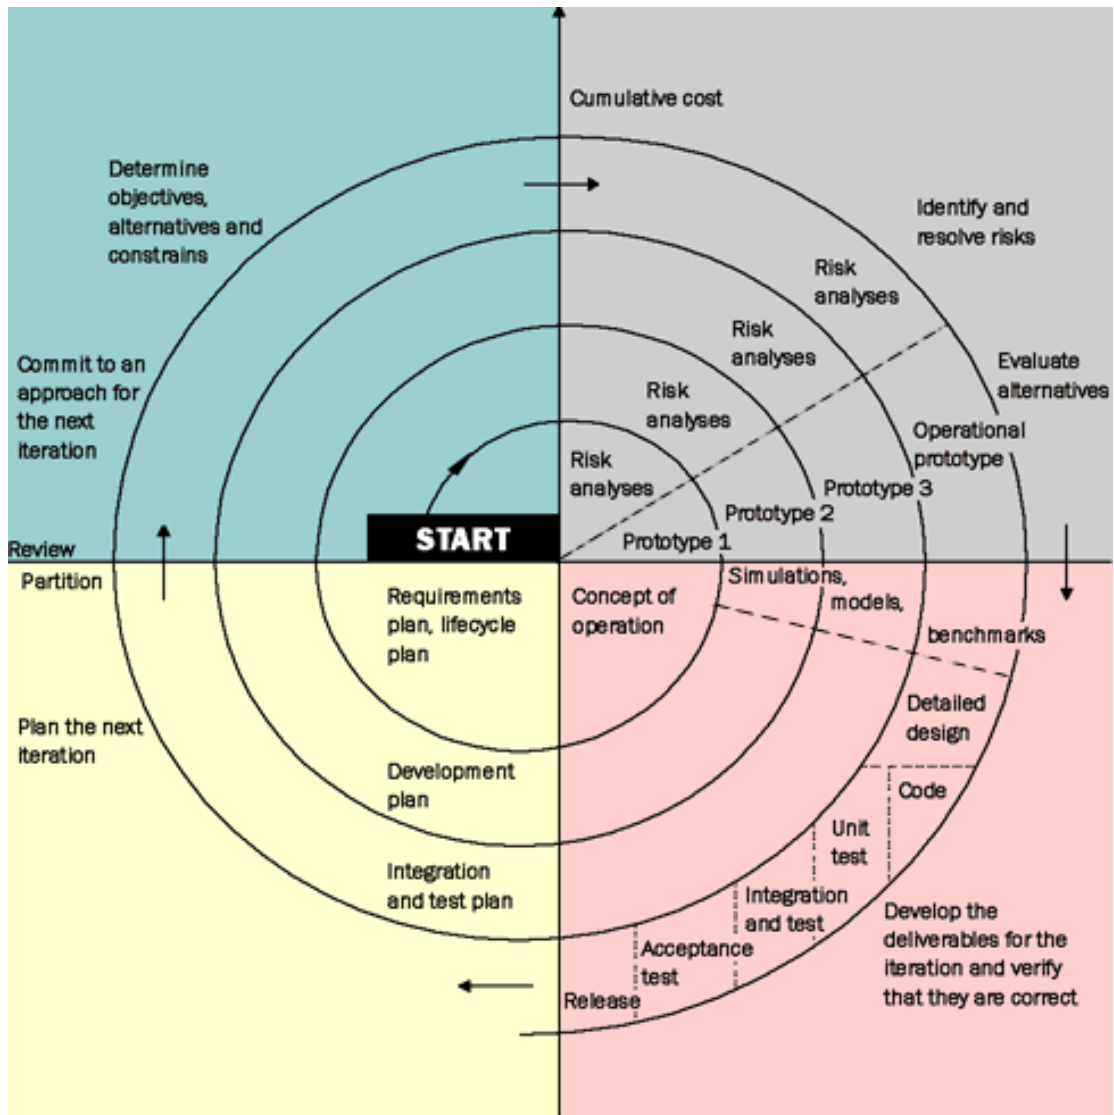 Cumulative cost
Determine
objectives,
alternatives and
constrains
Identify and
resolve risks
Risk
analyses
Risk
analyses
Risk
analyses
Risk
analyses
Commit to an
approach for
the next
iteration
Evaluate
alternatives
Operational
prototype
Prototype 3
Prototype 2
Prototype 1
START
Review
Partition
Requirements
plan, lifecycle
plan
Concept of
operation
Simulations,
models,
benchmarks
Plan the next
iteration
Detailed
design
Development
plan
Code
Unit
test
Integration
and test plan
Integration
and test
Acceptance
test
Release
Develop the
deliverables for the
iteration and verify
that they are correct